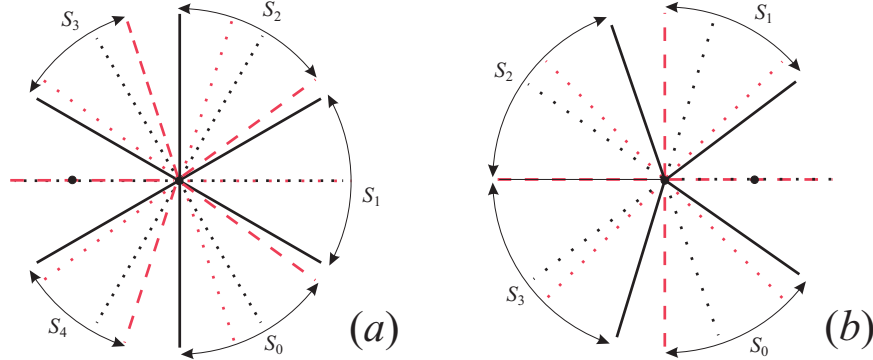 S₃ S₂ S₁
S₂
S₁
S₄ S₀ (a) S₃ S₀ (b)